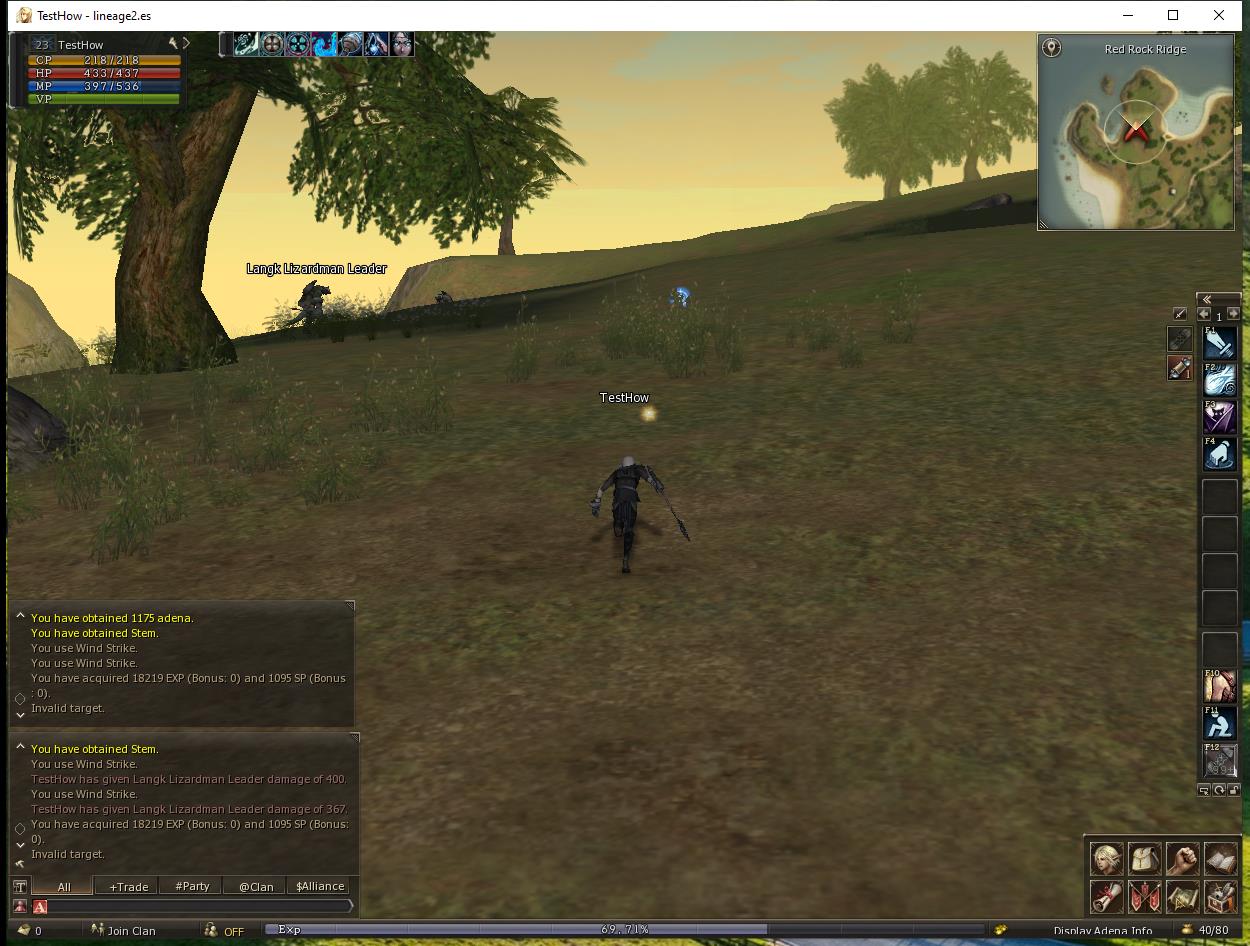 TestHow - lineage2.es
23 TestHow
CP 218/218
HP 433/437
MP 397/536
VP
Red Rock Ridge
Langk Lizardman Leader
TestHow
1
F1
F2
F3
F4
F10
F11
F12
99+
1
You have obtained 1175 adena.
You have obtained Stem.
You use Wind Strike.
You use Wind Strike.
You have acquired 18219 EXP (Bonus: 0) and 1095 SP (Bonus
: 0).
Invalid target.
You have obtained Stem.
You use Wind Strike.
TestHow has given Langk Lizardman Leader damage of 400.
You use Wind Strike.
TestHow has given Langk Lizardman Leader damage of 367.
You have acquired 18219 EXP (Bonus: 0) and 1095 SP (Bonus:
0).
Invalid target.
All +Trade #Party @Clan $Alliance
A
0 Join Clan OFF Exp 69.71% Display Adena Info 40/80